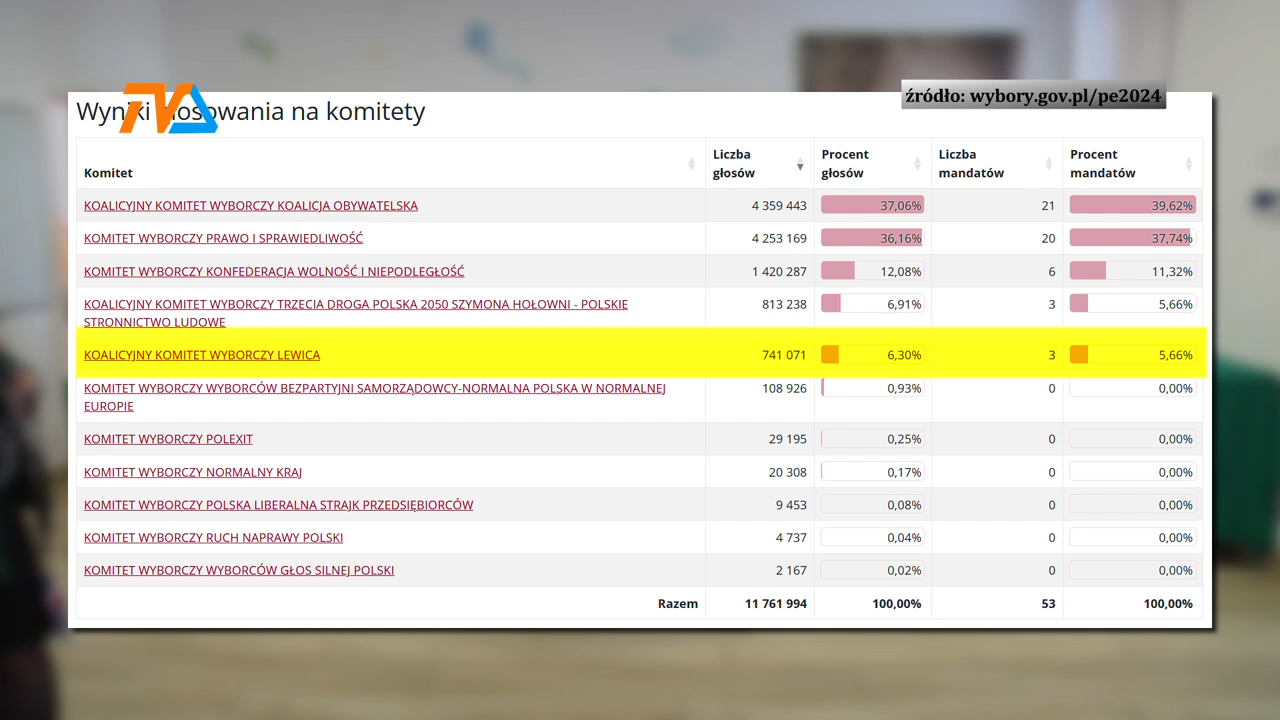 źródło: wybory.gov.pl/pe2024
TVA
Wyniki głosowania na komitety
Komitet Liczba głosów Procent głosów Liczba mandatów Procent mandatów
KOALICYJNY KOMITET WYBORCZY KOALICJA OBYWATELSKA 4 359 443 37,06% 21 39,62%
KOMITET WYBORCZY PRAWO I SPRAWIEDLIWOŚĆ 4 253 169 36,16% 20 37,74%
KOMITET WYBORCZY KONFEDERACJA WOLNOŚĆ I NIEPODLEGŁOŚĆ 1 420 287 12,08% 6 11,32%
KOALICYJNY KOMITET WYBORCZY TRZECIA DROGA POLSKA 2050 SZYMONA HOŁOWNI - POLSKIE 813 238 6,91% 3 5,66%
STRONNICTWO LUDOWE
KOALICYJNY KOMITET WYBORCZY LEWICA 741 071 6,30% 3 5,66%
KOMITET WYBORCZY WYBORCÓW BEZPARTYJNI SAMORZĄDOWCY-NORMALNA POLSKA W NORMALNEJ 108 926 0,93% 0 0,00%
EUROPIE
KOMITET WYBORCZY POLEXIT 29 195 0,25% 0 0,00%
KOMITET WYBORCZY NORMALNY KRAJ 20 308 0,17% 0 0,00%
KOMITET WYBORCZY POLSKA LIBERALNA STRAJK PRZEDSIĘBIORCÓW 9 453 0,08% 0 0,00%
KOMITET WYBORCZY RUCH NAPRAWY POLSKI 4 737 0,04% 0 0,00%
KOMITET WYBORCZY WYBORCÓW GŁOS SILNEJ POLSKI 2 167 0,02% 0 0,00%
Razem 11 761 994 100,00% 53 100,00%